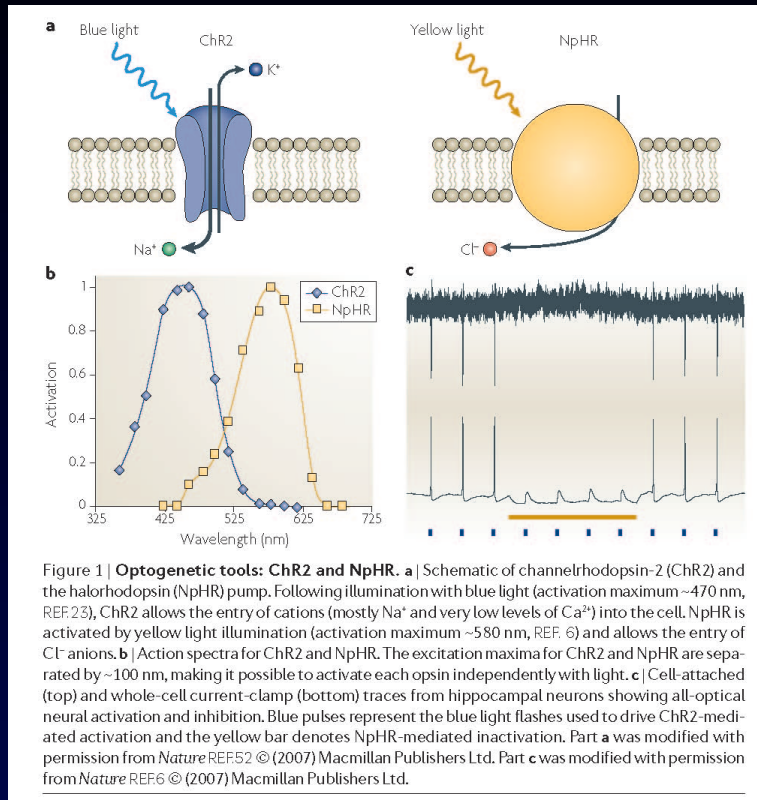 a
Blue light
ChR2
K⁺
Na⁺
Yellow light
NpHR
Cl⁻
b
Activation
1
0.8
0.6
0.4
0.2
0
325
425
525
625
725
Wavelength (nm)
ChR2
NpHR
c
Figure 1 | Optogenetic tools: ChR2 and NpHR. a | Schematic of channelrhodopsin-2 (ChR2) and
the halorhodopsin (NpHR) pump. Following illumination with blue light (activation maximum ~470 nm,
REF. 23), ChR2 allows the entry of cations (mostly Na⁺ and very low levels of Ca²⁺) into the cell. NpHR is
activated by yellow light illumination (activation maximum ~580 nm, REF. 6) and allows the entry of
Cl⁻ anions. b | Action spectra for ChR2 and NpHR. The excitation maxima for ChR2 and NpHR are sepa-
rated by ~100 nm, making it possible to activate each opsin independently with light. c | Cell-attached
(top) and whole-cell current-clamp (bottom) traces from hippocampal neurons showing all-optical
neural activation and inhibition. Blue pulses represent the blue light flashes used to drive ChR2-medi-
ated activation and the yellow bar denotes NpHR-mediated inactivation. Part a was modified with
permission from Nature REF. 52 © (2007) Macmillan Publishers Ltd. Part c was modified with permission
from Nature REF. 6 © (2007) Macmillan Publishers Ltd.